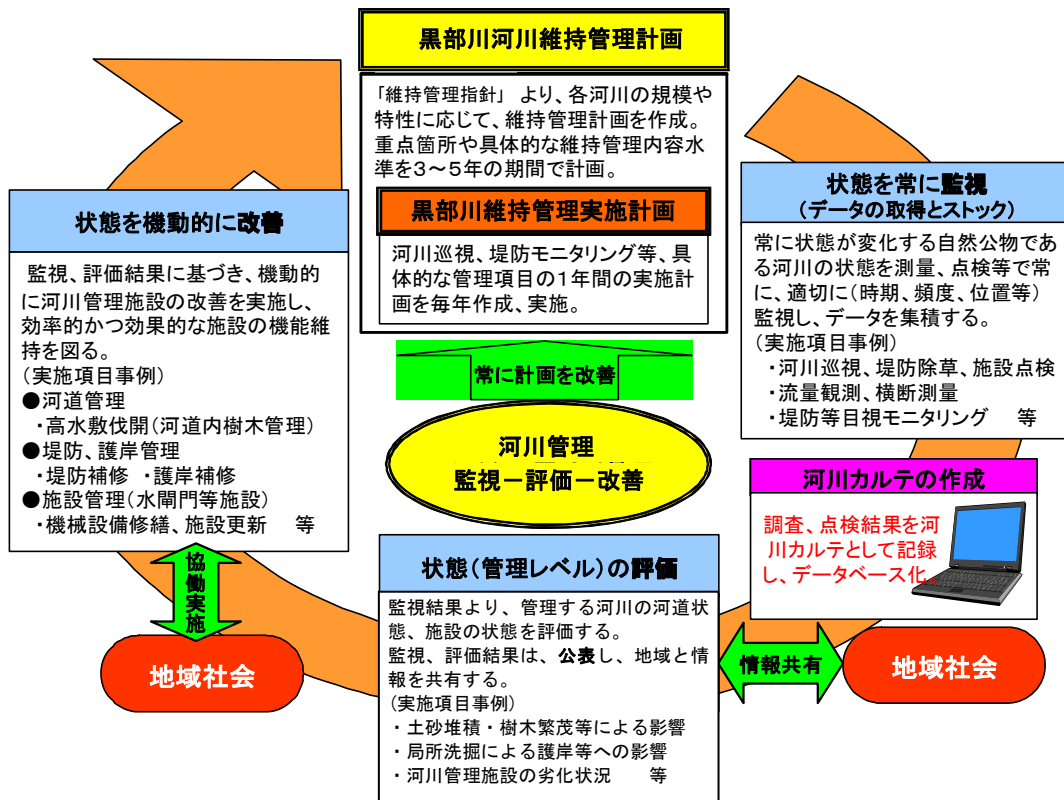 黒部川河川維持管理計画
「維持管理指針」 より、各河川の規模や
特性に応じて、維持管理計画を作成。
重点箇所や具体的な維持管理内容水
準を3~5年の期間で計画。
黒部川維持管理実施計画
河川巡視、堤防モニタリング等、具
体的な管理項目の1年間の実施計
画を毎年作成、実施。
常に計画を改善
河川管理
監視-評価-改善
状態を常に監視
(データの取得とストック)
常に状態が変化する自然公物であ
る河川の状態を測量、点検等で常
に、適切に(時期、頻度、位置等)
監視し、データを集積する。
(実施項目事例)
・河川巡視、堤防除草、施設点検
・流量観測、横断測量
・堤防等目視モニタリング 等
河川カルテの作成
調査、点検結果を河
川カルテとして記録
し、データベース化。
状態(管理レベル)の評価
監視結果より、管理する河川の河道状
態、施設の状態を評価する。
監視、評価結果は、公表し、地域と情
報を共有する。
(実施項目事例)
・土砂堆積・樹木繁茂等による影響
・局所洗掘による護岸等への影響
・河川管理施設の劣化状況 等
情報共有
地域社会
状態を機動的に改善
監視、評価結果に基づき、機動的
に河川管理施設の改善を実施し、
効率的かつ効果的な施設の機能維
持を図る。
(実施項目事例)
●河道管理
・高水敷伐開(河道内樹木管理)
●堤防、護岸管理
・堤防補修 ・護岸補修
●施設管理(水閘門等施設)
・機械設備修繕、施設更新 等
協働実施
地域社会